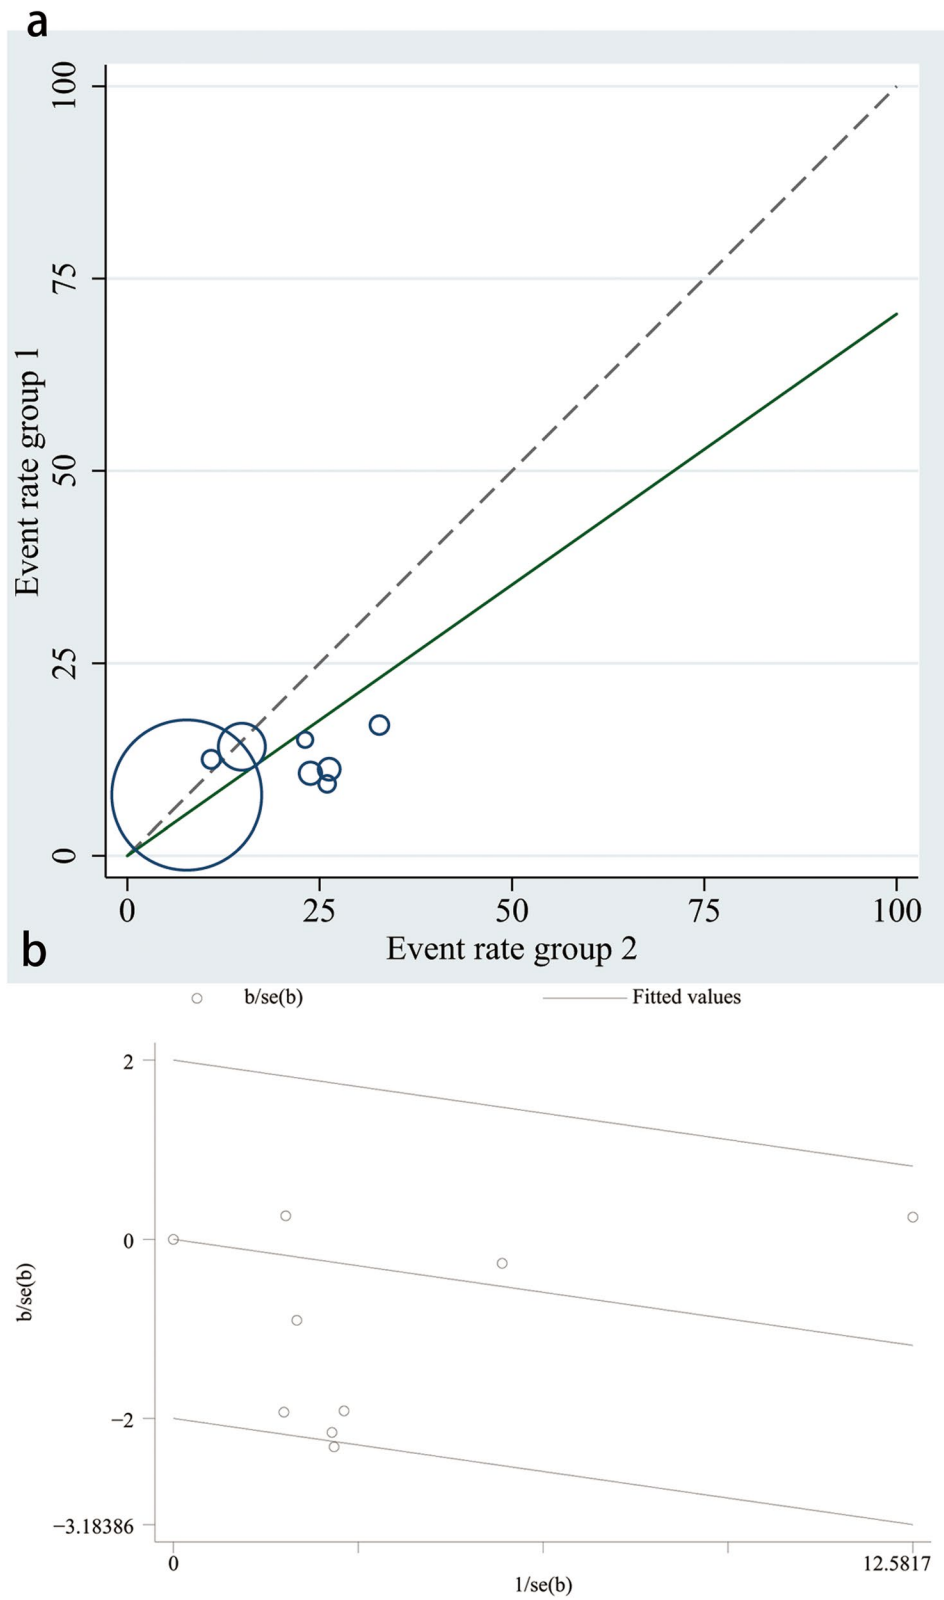 a
100
75
50
25
0
Event rate group 1
0 25 50 75 100
Event rate group 2
b
b/se(b) Fitted values
2
0
−2
−3.18386
b/se(b)
0 12.5817
1/se(b)